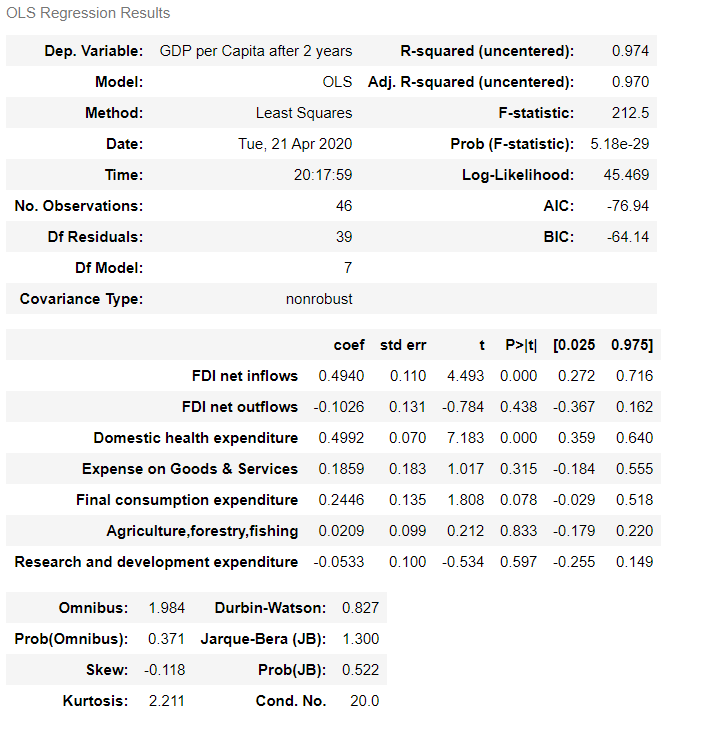 OLS Regression Results
Dep. Variable: GDP per Capita after 2 years R-squared (uncentered): 0.974
Model: OLS Adj. R-squared (uncentered): 0.970
Method: Least Squares F-statistic: 212.5
Date: Tue, 21 Apr 2020 Prob (F-statistic): 5.18e-29
Time: 20:17:59 Log-Likelihood: 45.469
No. Observations: 46 AIC: -76.94
Df Residuals: 39 BIC: -64.14
Df Model: 7
Covariance Type: nonrobust
coef std err t P>|t| [0.025 0.975]
FDI net inflows 0.4940 0.110 4.493 0.000 0.272 0.716
FDI net outflows -0.1026 0.131 -0.784 0.438 -0.367 0.162
Domestic health expenditure 0.4992 0.070 7.183 0.000 0.359 0.640
Expense on Goods & Services 0.1859 0.183 1.017 0.315 -0.184 0.555
Final consumption expenditure 0.2446 0.135 1.808 0.078 -0.029 0.518
Agriculture,forestry,fishing 0.0209 0.099 0.212 0.833 -0.179 0.220
Research and development expenditure -0.0533 0.100 -0.534 0.597 -0.255 0.149
Omnibus: 1.984 Durbin-Watson: 0.827
Prob(Omnibus): 0.371 Jarque-Bera (JB): 1.300
Skew: -0.118 Prob(JB): 0.522
Kurtosis: 2.211 Cond. No. 20.0